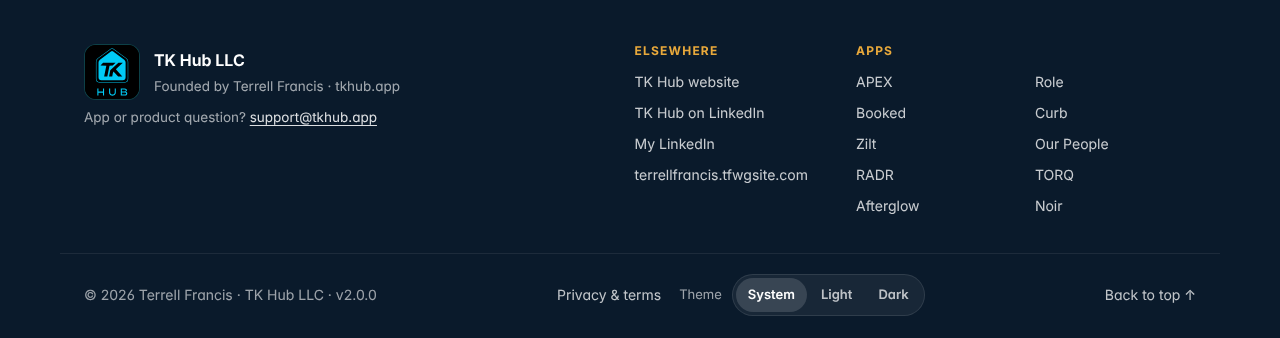 TK
HUB
TK Hub LLC
Founded by Terrell Francis · tkhub.app
App or product question? support@tkhub.app
ELSEWHERE
TK Hub website
TK Hub on LinkedIn
My LinkedIn
terrellfrancis.tfwgsite.com
APPS
APEX
Booked
Zilt
RADR
Afterglow
Role
Curb
Our People
TORQ
Noir
© 2026 Terrell Francis · TK Hub LLC · v2.0.0
Privacy & terms
Theme
System
Light
Dark
Back to top ↑